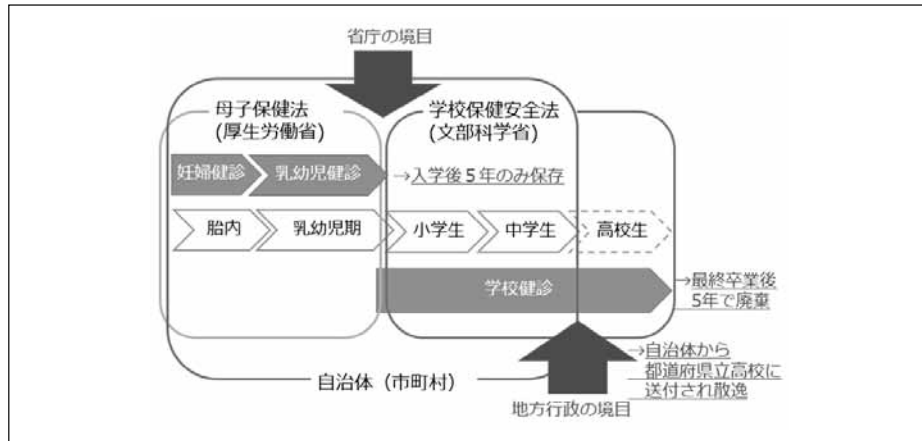 省庁の境目
母子保健法
(厚生労働省)
学校保健安全法
(文部科学省)
妊婦健診
乳幼児健診
→入学後５年のみ保存
胎内
乳幼児期
小学生
中学生
高校生
学校健診
→最終卒業後
5年で廃棄
→自治体から
都道府県立高校に
送付され散逸
自治体（市町村）
地方行政の境目